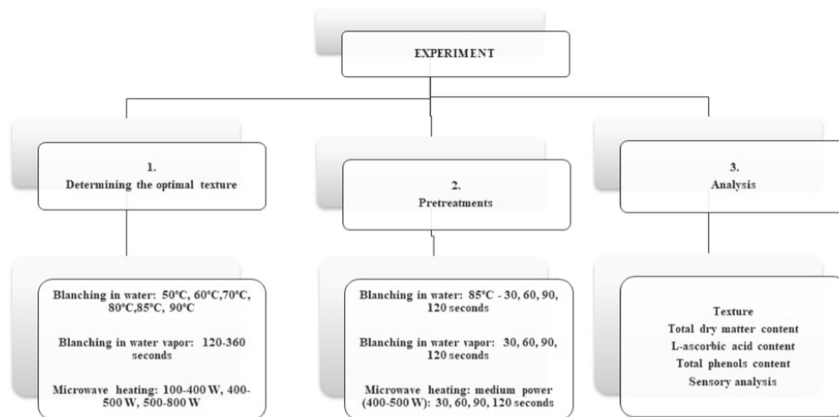 EXPERIMENT
1.
Determining the optimal texture
2.
Pretreatments
3.
Analysis
Blanching in water: 50°C, 60°C,70°C,
80°C,85°C, 90°C
Blanching in water vapor: 120-360
seconds
Microwave heating: 100-400 W, 400-
500 W, 500-800 W
Blanching in water: 85°C - 30, 60, 90,
120 seconds
Blanching in water vapor: 30, 60, 90,
120 seconds
Microwave heating: medium power
(400-500 W): 30, 60, 90, 120 seconds
Texture
Total dry matter content
L-ascorbic acid content
Total phenols content
Sensory analysis